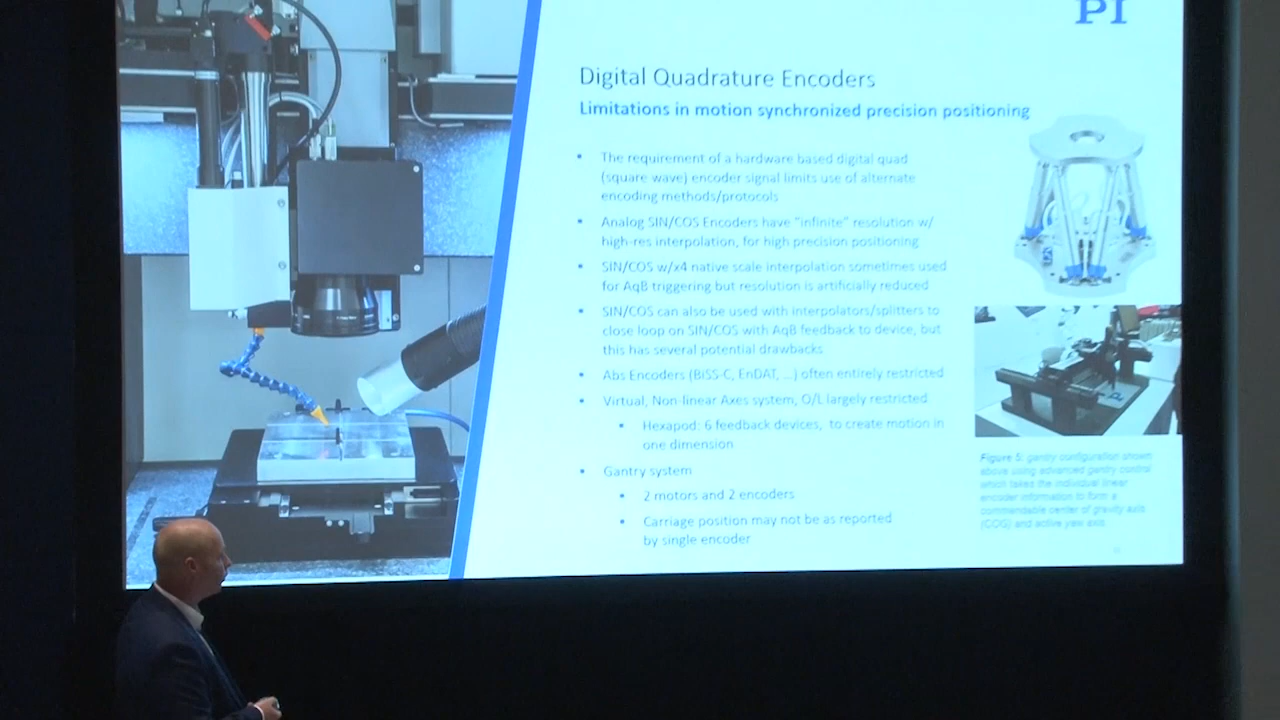 PI
Digital Quadrature Encoders
Limitations in motion synchronized precision positioning
• The requirement of a hardware based digital quad
(square wave) encoder signal limits use of alternate
encoding methods/protocols
• Analog SIN/COS Encoders have "infinite" resolution w/
high-res interpolation, for high precision positioning
• SIN/COS w/x4 native scale interpolation sometimes used
for AqB triggering but resolution is artificially reduced
• SIN/COS can also be used with interpolators/splitters to
close loop on SIN/COS with AqB feedback to device, but
this has several potential drawbacks
• Abs Encoders (BiSS-C, EnDAT, ...) often entirely restricted
• Virtual, Non-linear Axes system, O/L largely restricted
• Hexapod: 6 feedback devices, to create motion in
one dimension
• Gantry system
• 2 motors and 2 encoders
• Carriage position may not be as reported
by single encoder
Figure 5: gantry configuration shown
above using advanced gantry control
which takes the individual linear
encoder information to form a
commendable center of gravity axis
(COG) and active yaw axis.